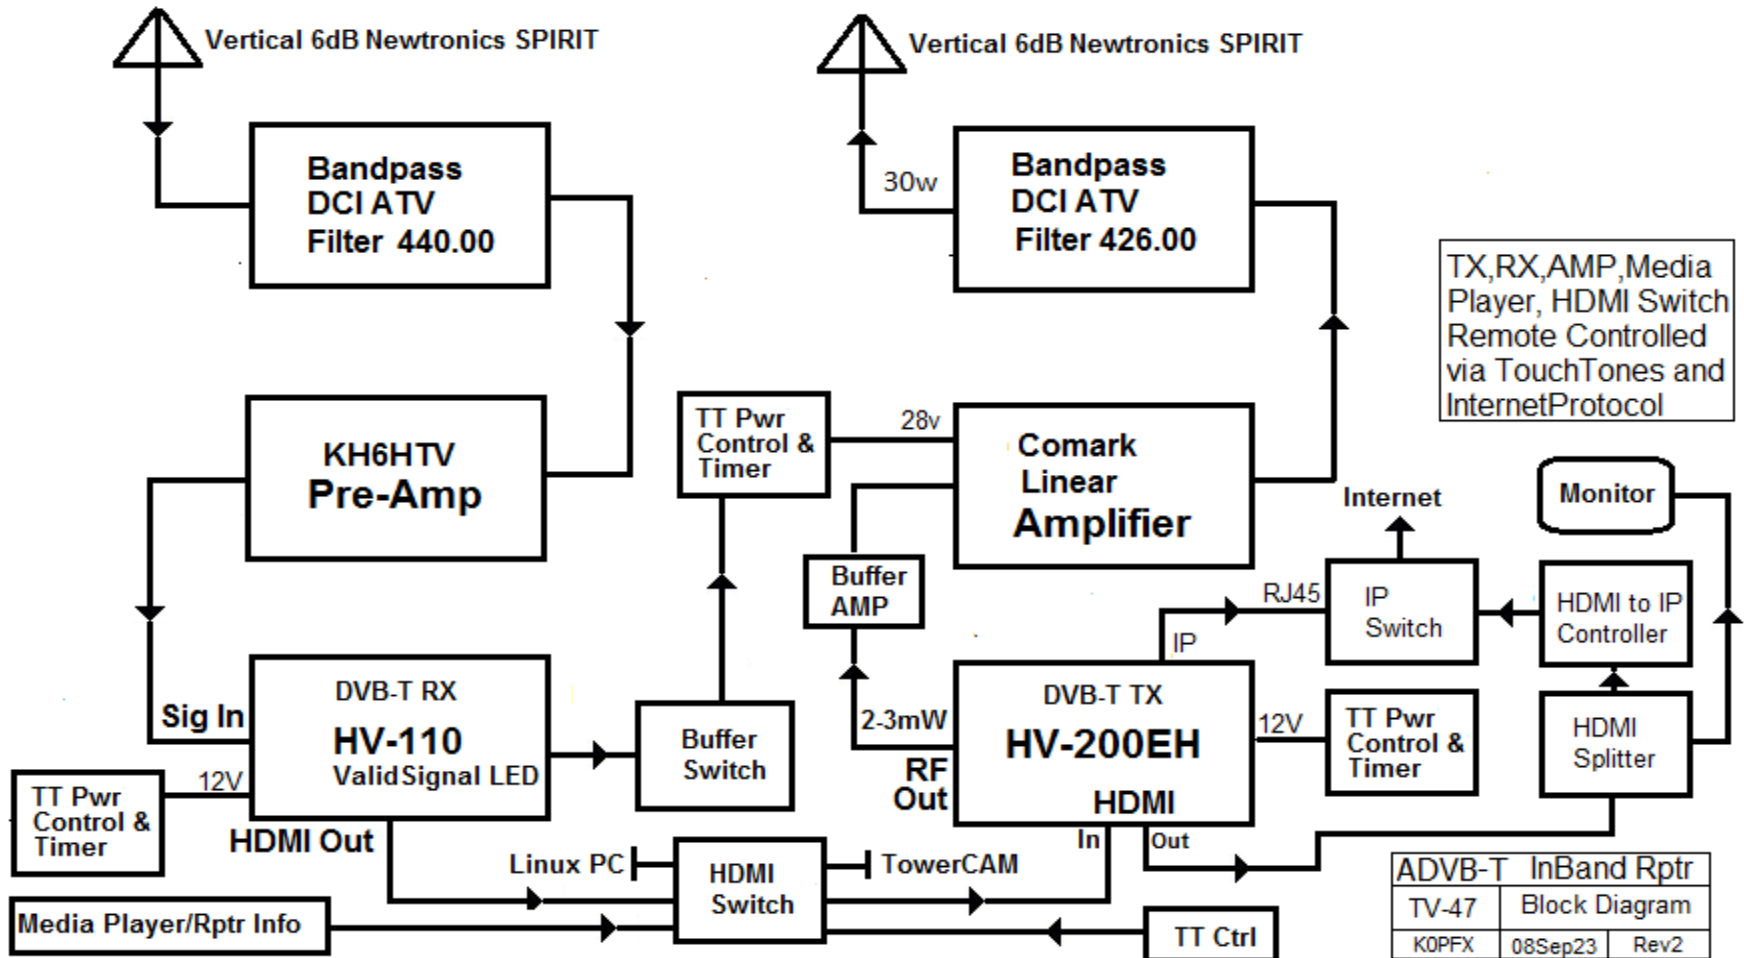 Vertical 6dB Newtronics SPIRIT
Vertical 6dB Newtronics SPIRIT
Bandpass
DCI ATV
Filter 440.00
30w
Bandpass
DCI ATV
Filter 426.00
TX,RX,AMP,Media
Player, HDMI Switch
Remote Controlled
via TouchTones and
InternetProtocol
KH6HTV
Pre-Amp
TT Pwr
Control &
Timer
28v
Comark
Linear
Amplifier
Internet
Monitor
Buffer
AMP
RJ45
IP
Switch
HDMI to IP
Controller
IP
Sig In
DVB-T RX
HV-110
ValidSignal LED
Buffer
Switch
2-3mW
RF
Out
DVB-T TX
HV-200EH
HDMI
In
Out
12V
TT Pwr
Control &
Timer
HDMI
Splitter
12V
TT Pwr
Control &
Timer
HDMI Out
Linux PC
HDMI
Switch
TowerCAM
Media Player/Rptr Info
TT Ctrl
ADVB-T InBand Rptr
TV-47 Block Diagram
K0PFX 08Sep23 Rev2